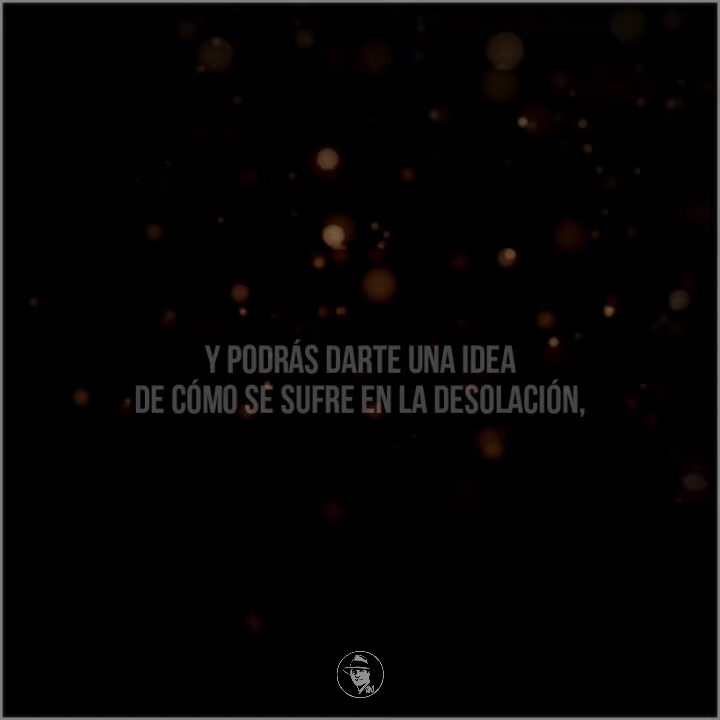 Y PODRÁS DARTE UNA IDEA
DE CÓMO SE SUFRE EN LA DESOLACIÓN,